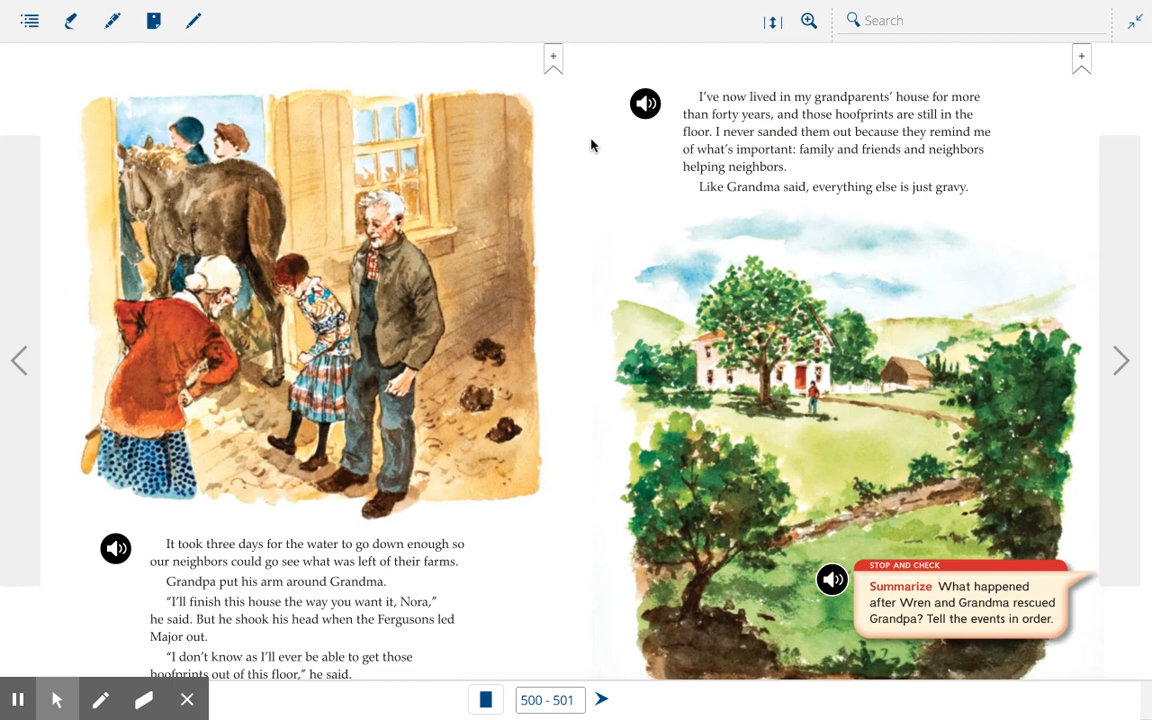 Search
It took three days for the water to go down enough so
our neighbors could go see what was left of their farms.
Grandpa put his arm around Grandma.
“I’ll finish this house the way you want it, Nora,”
he said. But he shook his head when the Fergusons led
Major out.
“I don’t know as I’ll ever be able to get those
hoofprints out of this floor,” he said.
I’ve now lived in my grandparents’ house for more
than forty years, and those hoofprints are still in the
floor. I never sanded them out because they remind me
of what’s important: family and friends and neighbors
helping neighbors.
Like Grandma said, everything else is just gravy.
STOP AND CHECK
Summarize What happened
after Wren and Grandma rescued
Grandpa? Tell the events in order.
500 - 501